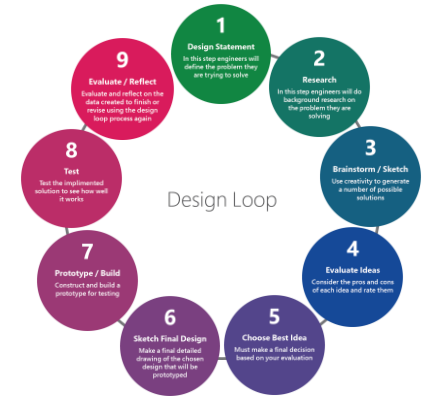 1
Design Statement
In this step engineers will
define the problem they
are trying to solve
2
Research
In this step engineers will do
background research on
the problem they are
solving
3
Brainstorm / Sketch
Use creativity to generate
a number of possible
solutions
4
Evaluate Ideas
Consider the pros and cons
of each idea and rate them
5
Choose Best Idea
Must make a final decision
based on your evaluation
6
Sketch Final Design
Make a final detailed
drawing of the chosen
design that will be
prototyped
7
Prototype / Build
Construct and build a
prototype for testing
8
Test
Test the implimented
solution to see how well
it works
9
Evaluate / Reflect
Evaluate and reflect on the
data created to finish or
revise using the design
loop process again
Design Loop